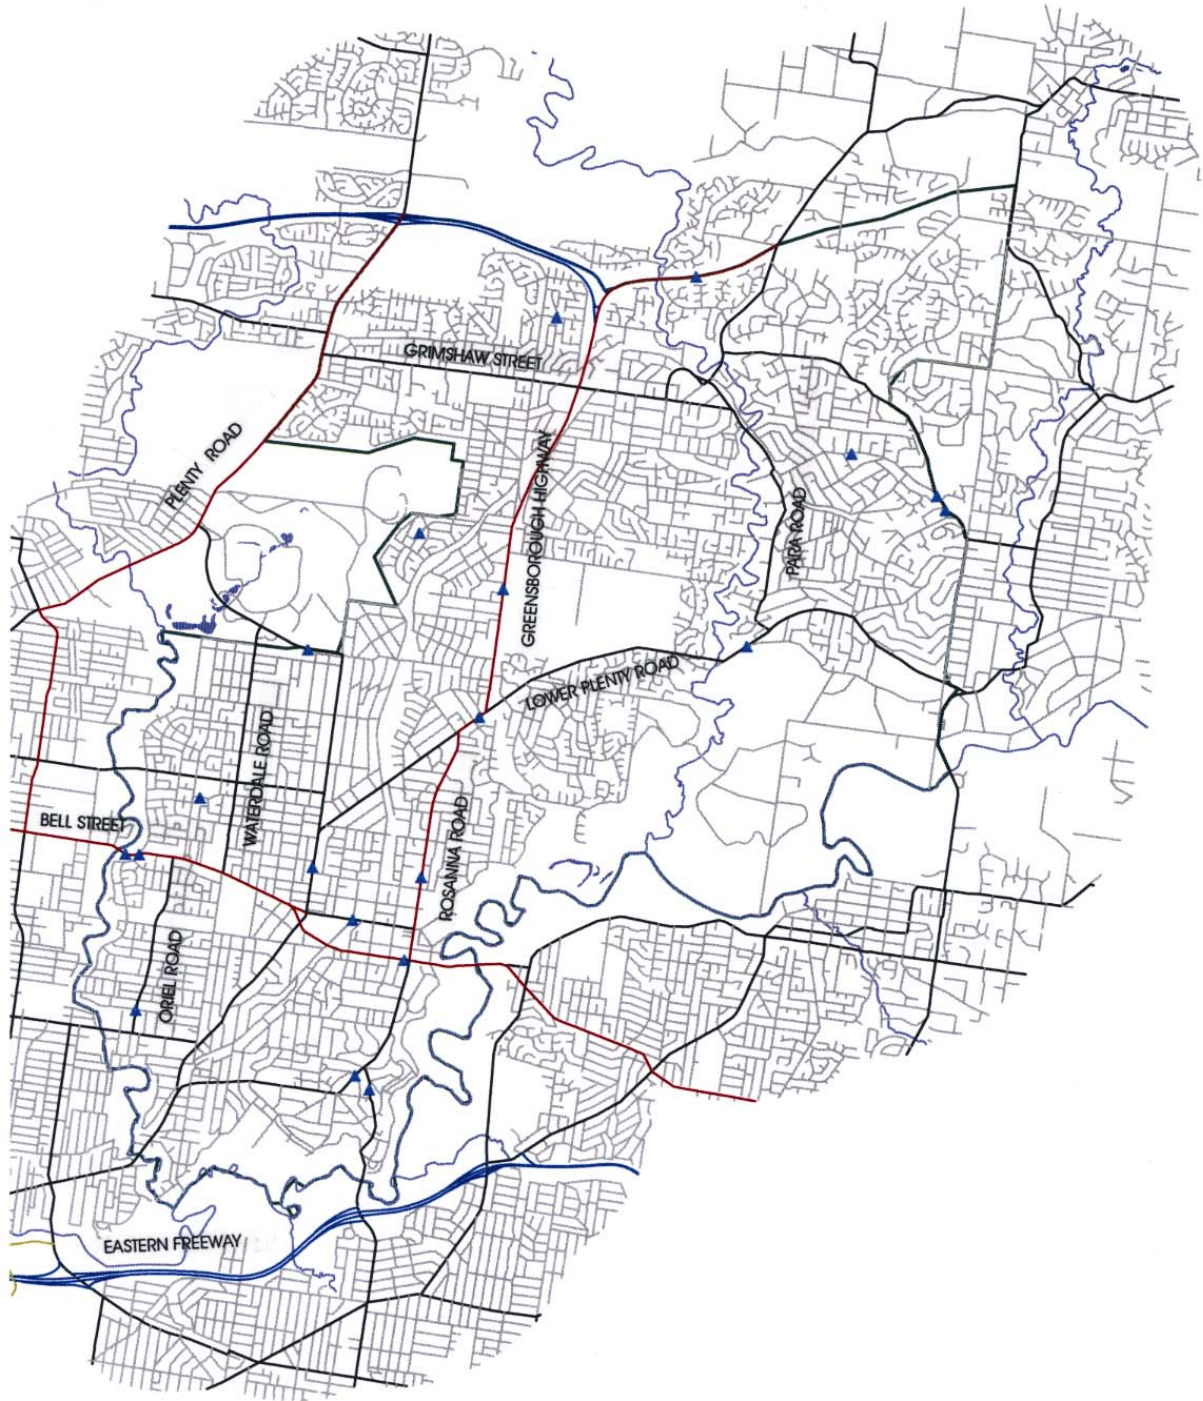 GRIMSHAW STREET
PLENTY ROAD
GREENSBOROUGH HIGHWAY
PARA ROAD
LOWER PLENTY ROAD
WATERDALE ROAD
BELL STREET
ROSANNA ROAD
ORIEL ROAD
EASTERN FREEWAY